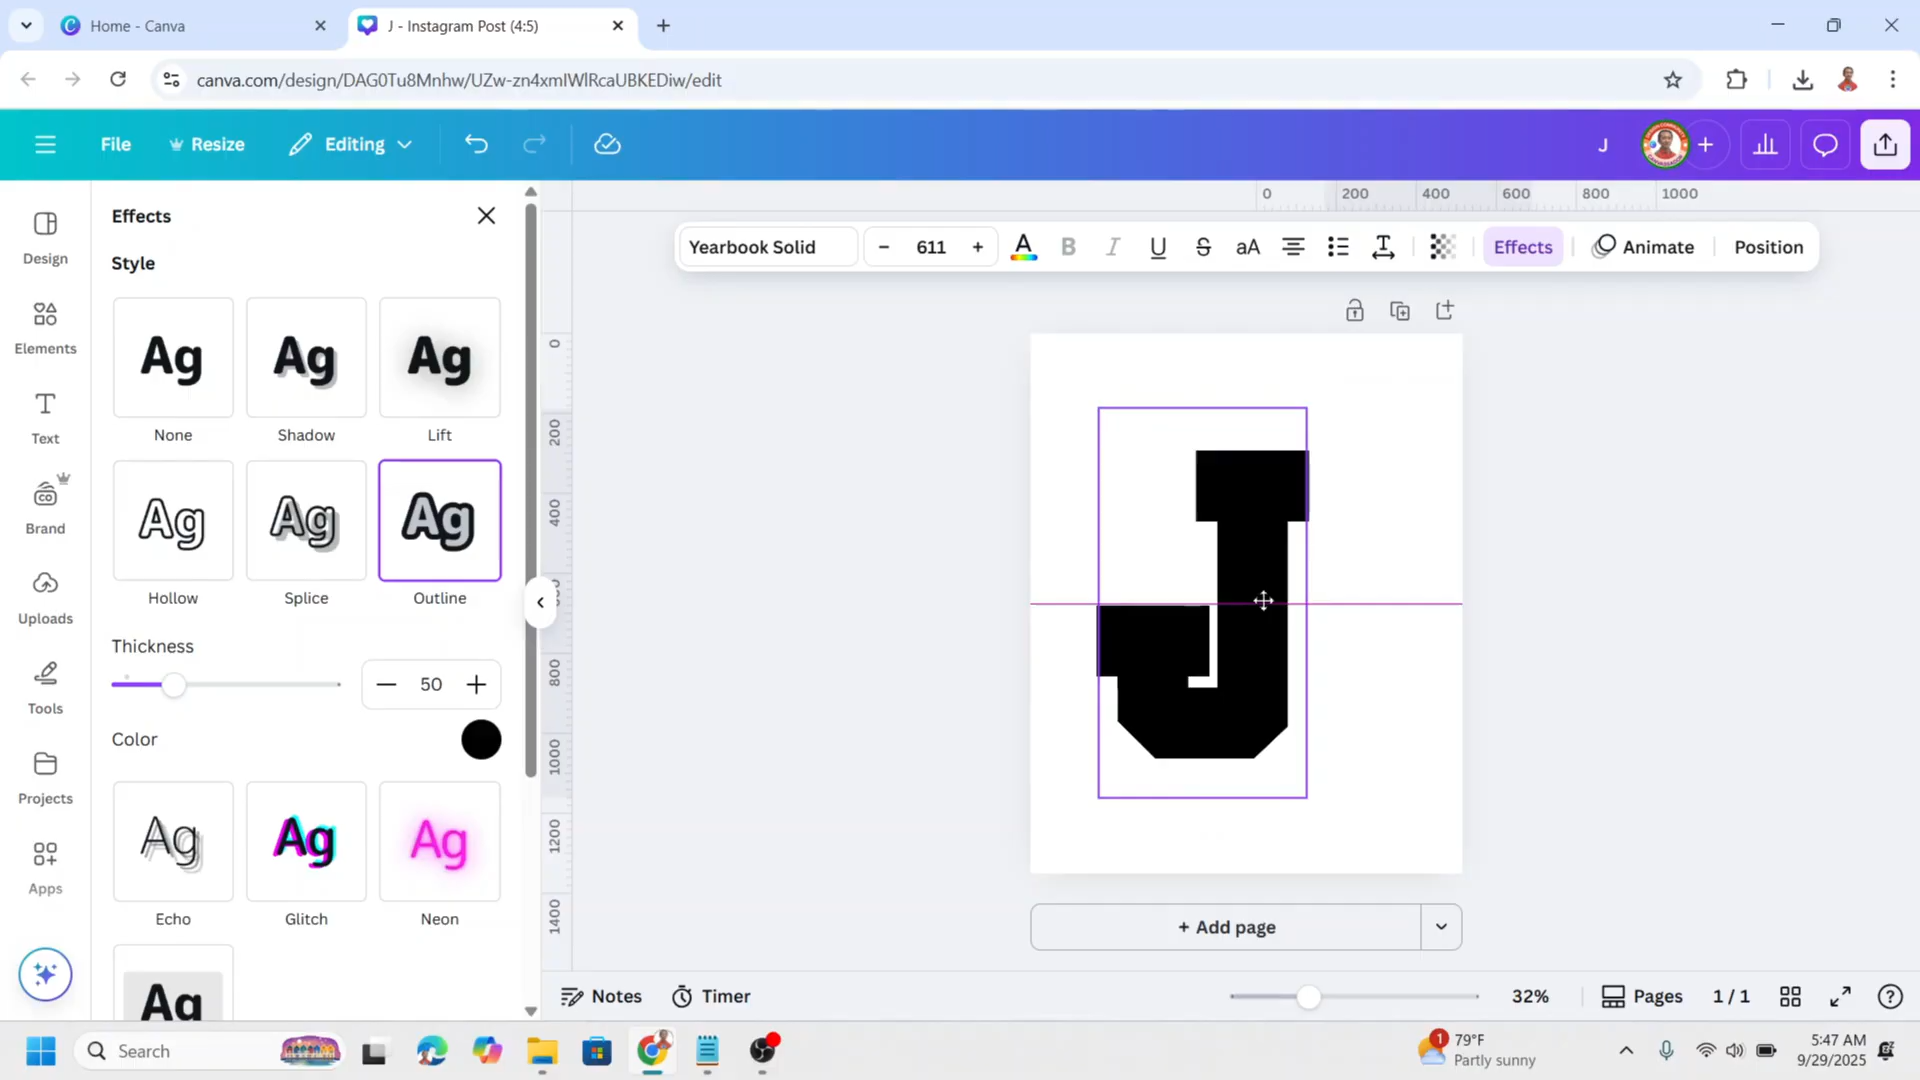 Home - Canva
J - Instagram Post (4:5)
canva.com/design/DAG0Tu8Mnhw/UZw-zn4xmIWlRcaUBKEDiw/edit
File
Resize
Editing
J
Effects
Style
Ag
Ag
Ag
None
Shadow
Lift
Ag
Ag
Ag
Hollow
Splice
Outline
Thickness
50
Color
Ag
Ag
Ag
Echo
Glitch
Neon
Ag
Design
Elements
Text
Brand
Uploads
Tools
Projects
Apps
0 200 400 600 800 1000
Yearbook Solid
– 611 +
A B I U S aA
Effects
Animate
Position
0
200
400
800
1000
1200
1400
J
+ Add page
Notes
Timer
32%
Pages
1 / 1
Search
1
79°F
Partly sunny
5:47 AM
9/29/2025